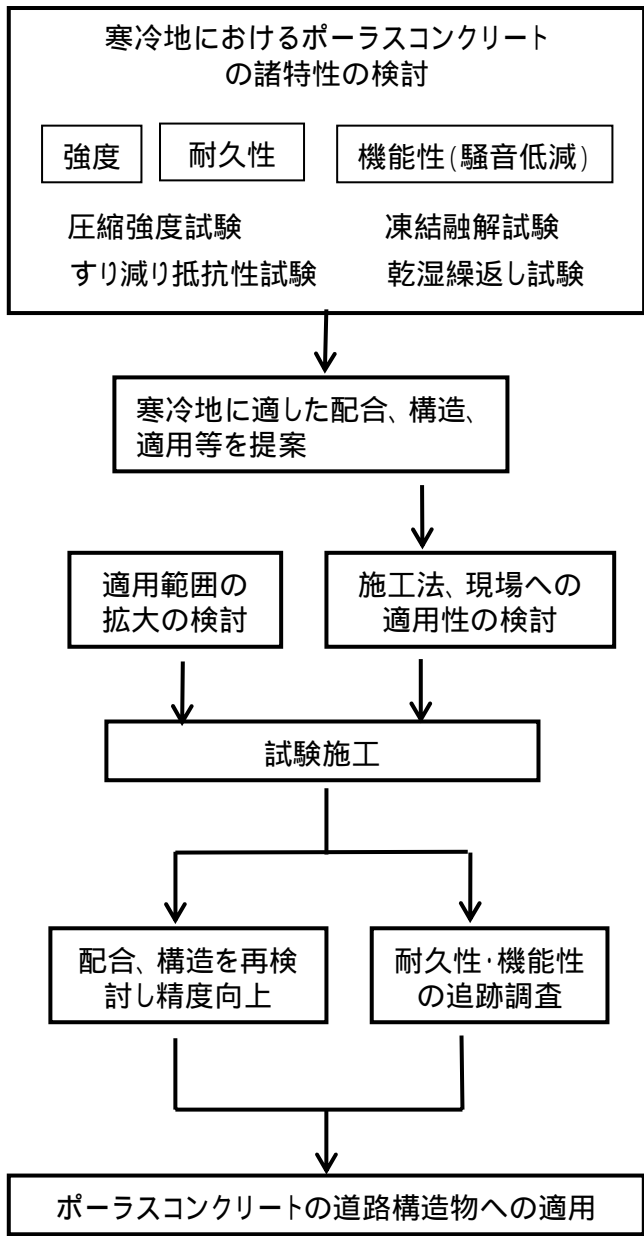 寒冷地におけるポーラスコンクリート
の諸特性の検討
強度 耐久性 機能性(騒音低減)
圧縮強度試験 凍結融解試験
すり減り抵抗性試験 乾湿繰返し試験
寒冷地に適した配合、構造、
適用等を提案
適用範囲の
拡大の検討
施工法、現場への
適用性の検討
試験施工
配合、構造を再検
討し精度向上
耐久性・機能性
の追跡調査
ポーラスコンクリートの道路構造物への適用